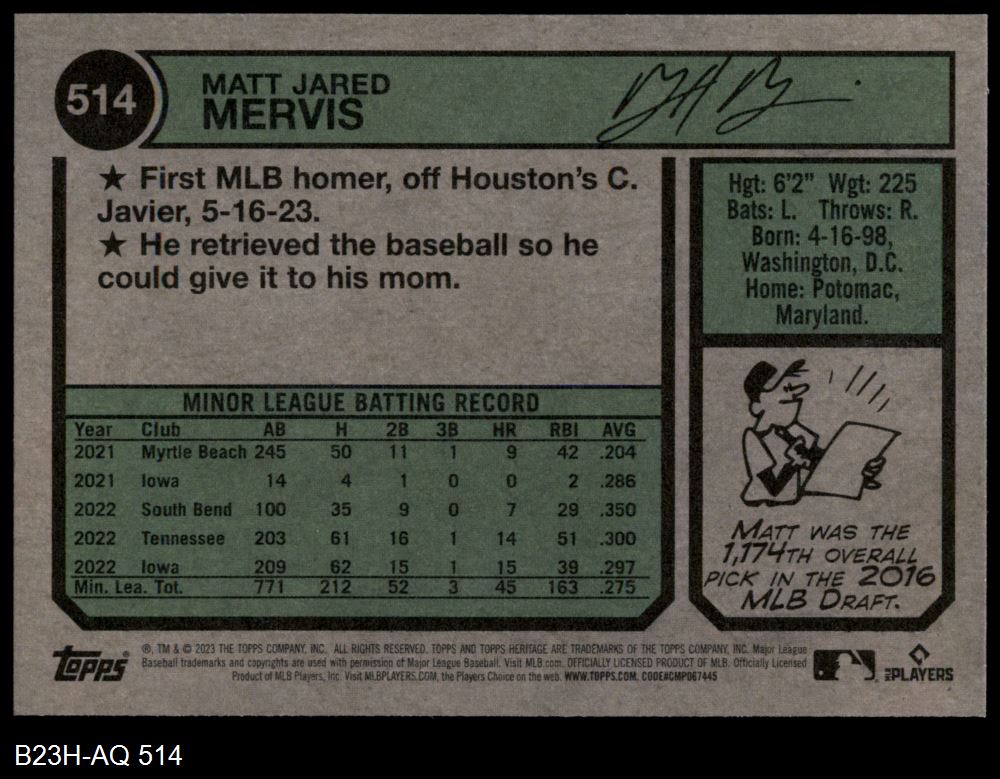 514
MATT JARED
MERVIS
★ First MLB homer, off Houston's C.
Javier, 5-16-23.
★ He retrieved the baseball so he
could give it to his mom.
Hgt: 6'2" Wgt: 225
Bats: L. Throws: R.
Born: 4-16-98,
Washington, D.C.
Home: Potomac,
Maryland.
MINOR LEAGUE BATTING RECORD
Year Club AB H 2B 3B HR RBI AVG
2021 Myrtle Beach 245 50 11 1 9 42 .204
2021 Iowa 14 4 1 0 0 2 .286
2022 South Bend 100 35 9 0 7 29 .350
2022 Tennessee 203 61 16 1 14 51 .300
2022 Iowa 209 62 15 1 15 39 .297
Min. Lea. Tot. 771 212 52 3 45 163 .275
MATT WAS THE
1,174TH OVERALL
PICK IN THE 2016
MLB DRAFT.
Topps
®, TM & © 2023 THE TOPPS COMPANY, INC. ALL RIGHTS RESERVED. TOPPS AND TOPPS HERITAGE ARE TRADEMARKS OF THE TOPPS COMPANY, INC. Major League
Baseball trademarks and copyrights are used with permission of Major League Baseball. Visit MLB.com. OFFICIALLY LICENSED PRODUCT OF MLB. Officially Licensed
Product of MLB Players, Inc. Visit MLBPLAYERS.COM, the Players Choice on the web. WWW.TOPPS.COM. CODE#CMP067445
MLB PLAYERS
B23H-AQ 514